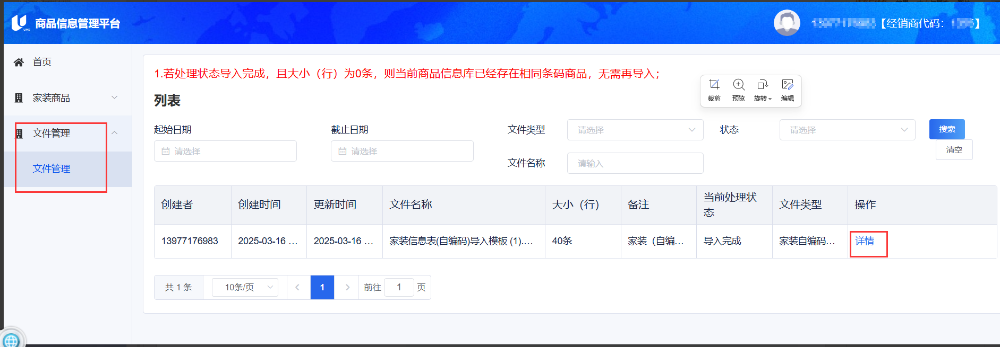 UMS
商品信息管理平台
【经销商代码：
】
首页
家装商品
文件管理
文件管理
1.若处理状态导入完成，且大小（行）为0条，则当前商品信息库已经存在相同条码商品，无需再导入；
裁剪 预览 旋转 编辑
列表
起始日期 截止日期 文件类型 请选择 状态 请选择 搜索
请选择 请选择 清空
文件名称 请输入
创建者 创建时间 更新时间 文件名称 大小（行） 备注 当前处理状态 文件类型 操作
13977176983 2025-03-16 ... 2025-03-16 ... 家装信息表(自编码)导入模板 (1).... 40条 家装（自编... 导入完成 家装自编码... 详情
共 1 条 10条/页 1 前往 1 页